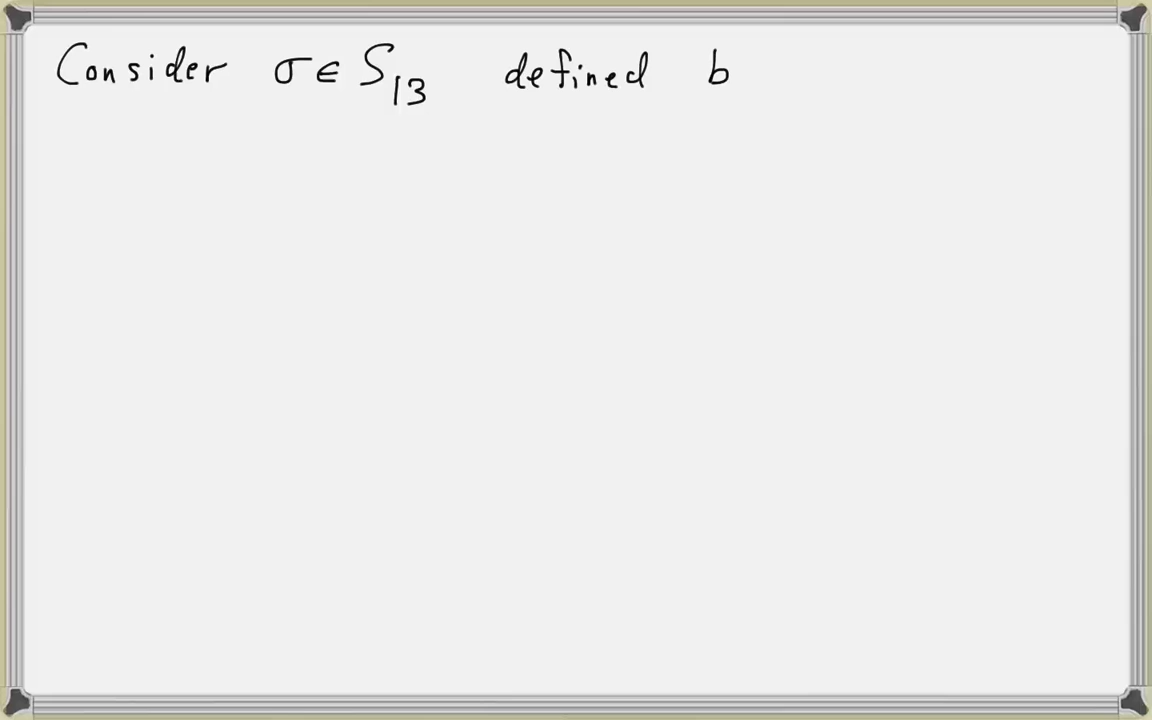 Consider σ ∈ S₁₃ defined b